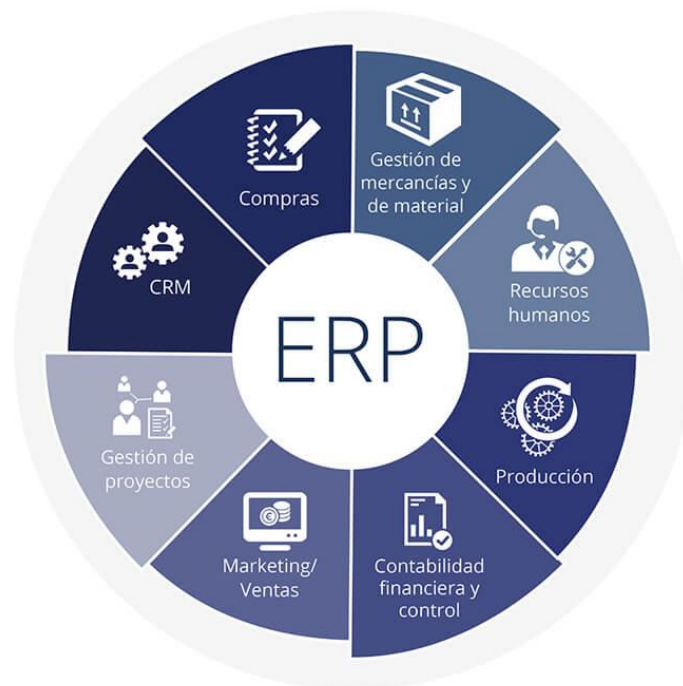 Compras
Gestión de
mercancías y
de material
Recursos
humanos
Producción
Contabilidad
financiera y
control
Marketing/
Ventas
Gestión de
proyectos
CRM
ERP